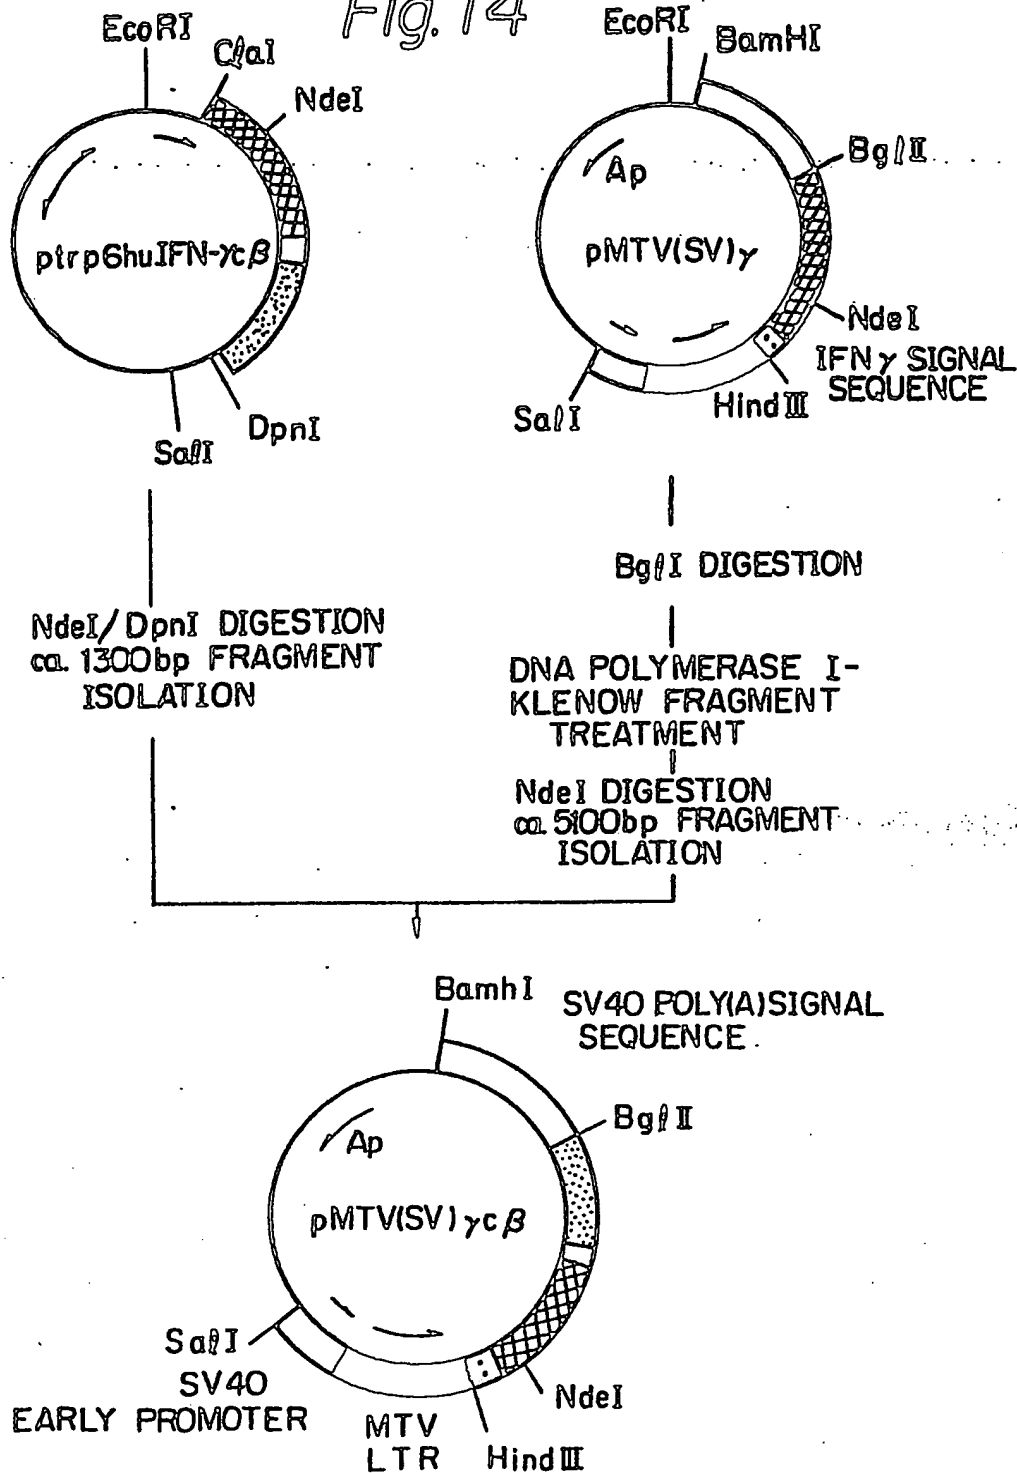 Fig. 14
EcoRI
ClaI
NdeI
ptrp6huIFN-γcβ
DpnI
SalI
EcoRI
BamHI
BglII
Ap
pMTV(SV)γ
NdeI
IFNγ SIGNAL
SEQUENCE
HindIII
SalI
NdeI/DpnI DIGESTION
ca. 1300bp FRAGMENT
ISOLATION
BglI DIGESTION
DNA POLYMERASE I-
KLENOW FRAGMENT
TREATMENT
NdeI DIGESTION
ca. 5100bp FRAGMENT
ISOLATION
BamhI
SV40 POLY(A)SIGNAL
SEQUENCE.
BglII
Ap
pMTV(SV)γcβ
SalI
SV40
EARLY PROMOTER
MTV
LTR
HindIII
NdeI